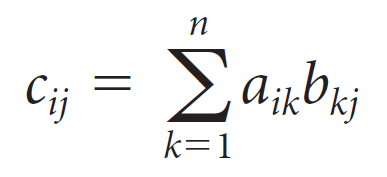 c_{ij} = \sum_{k=1}^{n} a_{ik} b_{kj}